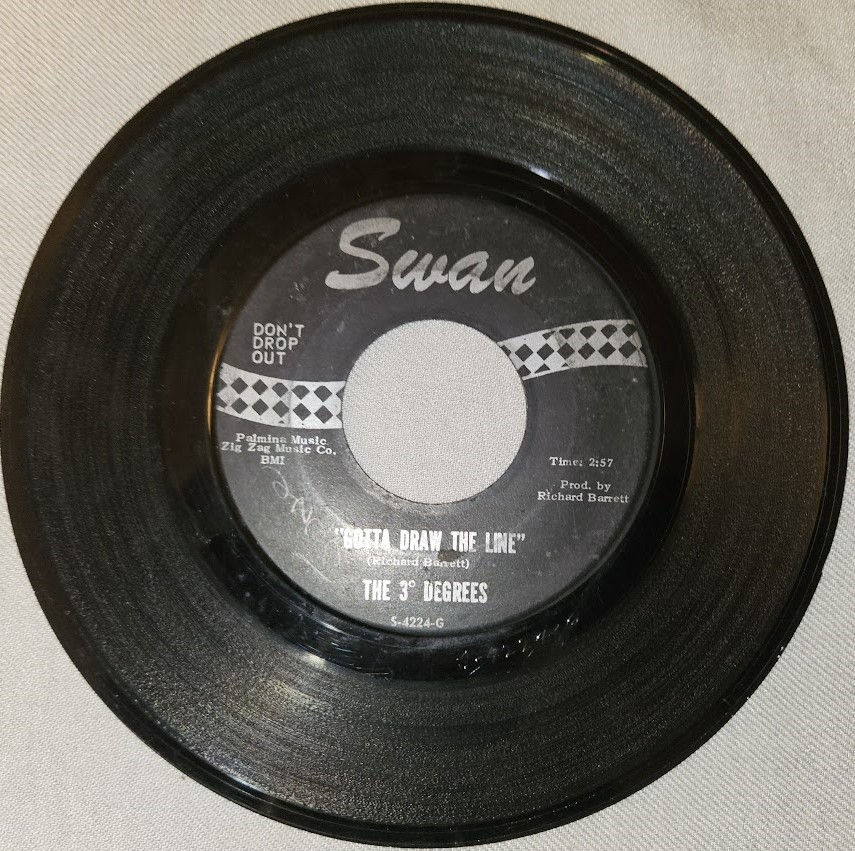 Swan
DON'T
DROP
OUT
Palmina Music
Zig Zag Music Co.
BMI
Time: 2:57
Prod. by
Richard Barrett
"GOTTA DRAW THE LINE"
(Richard Barrett)
THE 3° DEGREES
S-4224-G